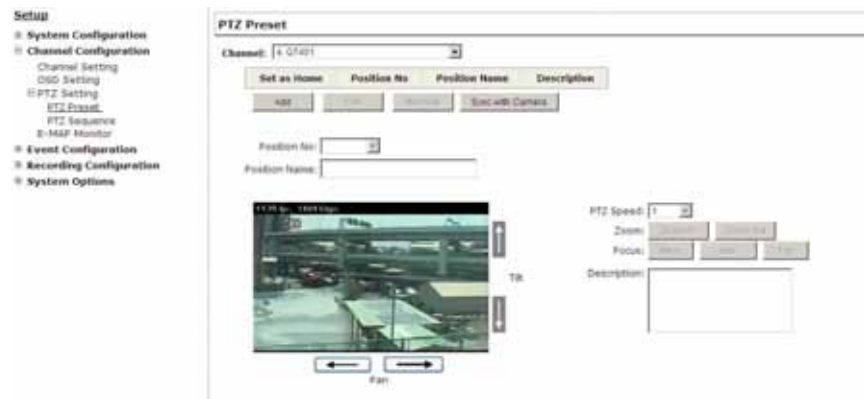 Setup
System Configuration
Channel Configuration
Channel Setting
OSD Setting
PTZ Setting
PTZ Preset
PTZ Sequence
E-MAP Monitor
Event Configuration
Recording Configuration
System Options
PTZ Preset
Channel:
Set as Home Position No Position Name Description
Add Sync with Camera
Position No:
Position Name:
Tilt
Pan
PTZ Speed: 1
Zoom:
Focus:
Description: